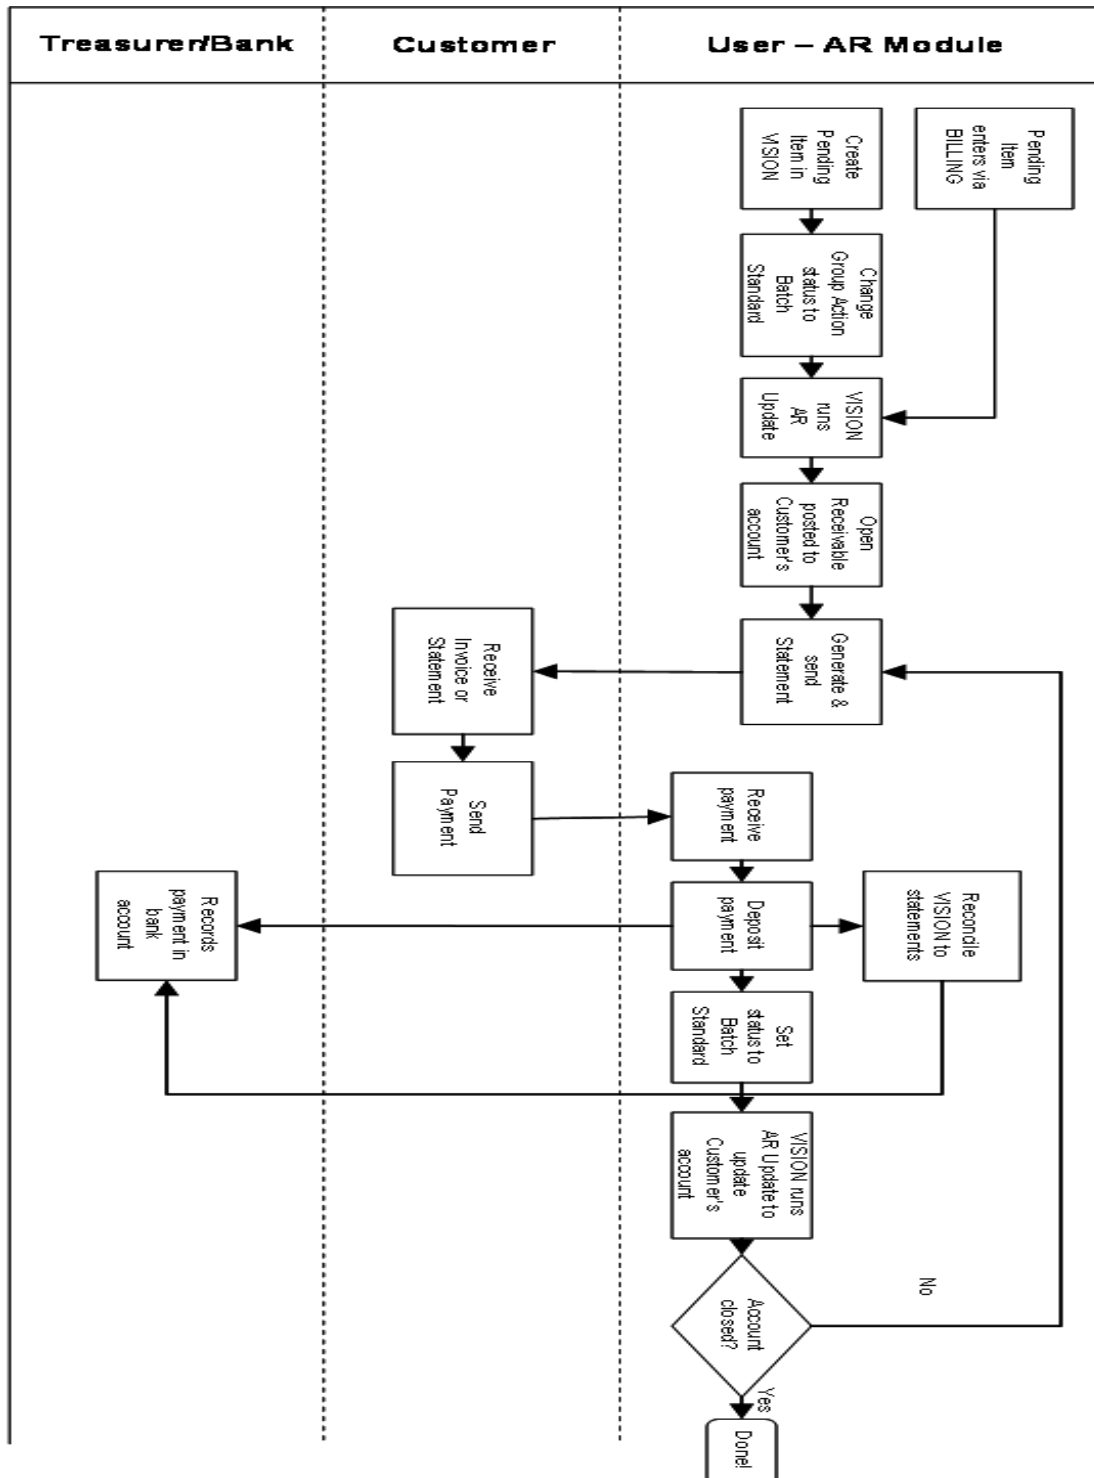 Treasurer/Bank
Customer
User – AR Module
Pending
Item
enters via
BILLING
Create
Pending
Item in
VISION
Change
Group Action
status to
Batch
Standard
VISION
runs
AR
Update
Open
Receivable
posted to
Customer's
account
Generate &
send
Statement
Receive
Invoice or
Statement
Send
Payment
Receive
payment
Deposit
payment
Reconcile
VISION to
statements
Records
payment in
bank
account
Set
status to
Batch
Standard
VISION runs
AR Update to
update
Customer's
account
Account
closed?
No
Yes
Done!